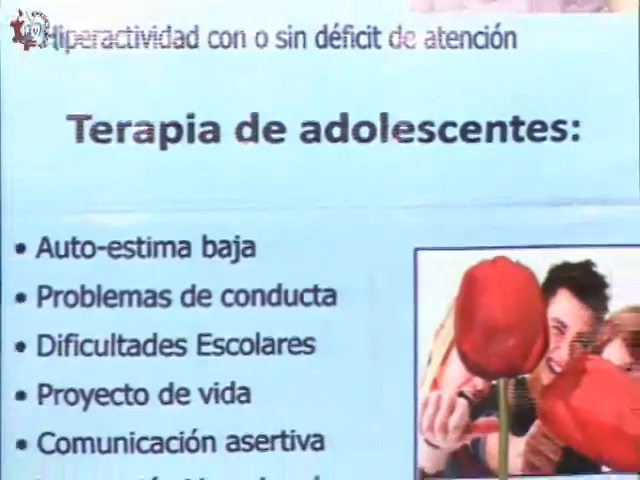 Hiperactividad con o sin déficit de atención
Terapia de adolescentes:
• Auto-estima baja
• Problemas de conducta
• Dificultades Escolares
• Proyecto de vida
• Comunicación asertiva